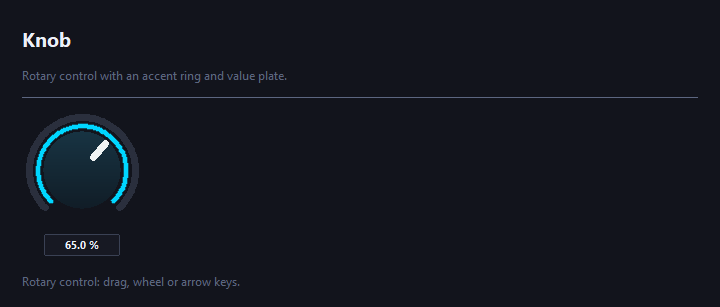 Knob
Rotary control with an accent ring and value plate.
65.0 %
Rotary control: drag, wheel or arrow keys.